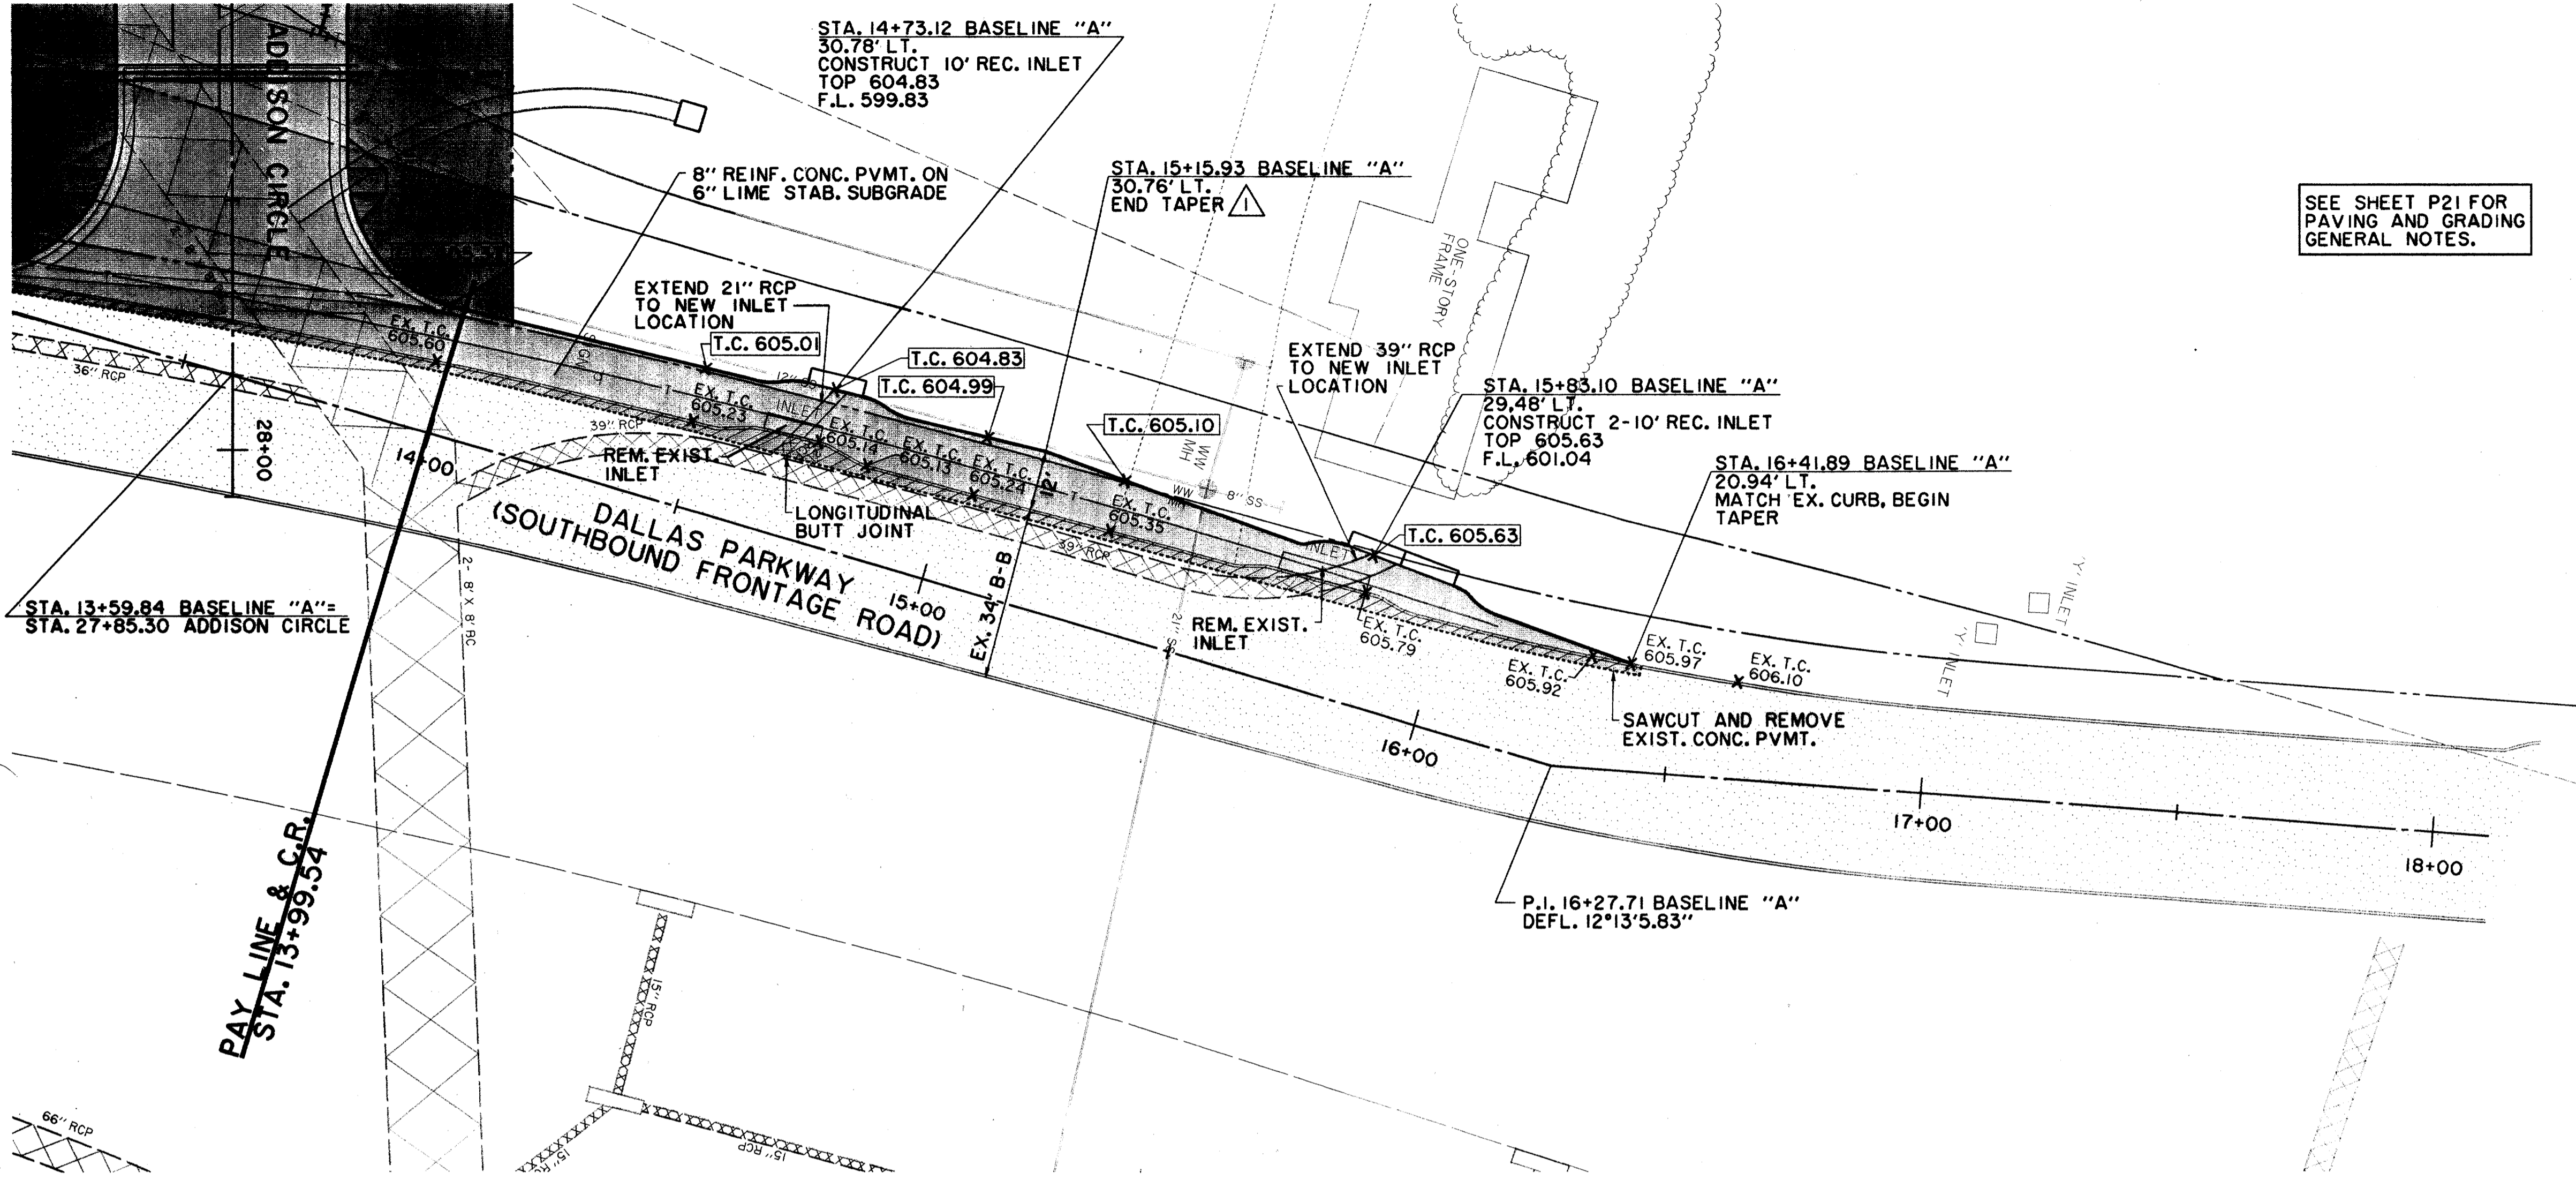 ADDISON CIRCLE
STA. 14+73.12 BASELINE "A"
30.78' LT.
CONSTRUCT 10' REC. INLET
TOP 604.83
F.L. 599.83
8" REINF. CONC. PVMT. ON
6" LIME STAB. SUBGRADE
STA. 15+15.93 BASELINE "A"
30.76' LT.
END TAPER 1
SEE SHEET P21 FOR
PAVING AND GRADING
GENERAL NOTES.
ONE-STORY
FRAME
EXTEND 21" RCP
TO NEW INLET
LOCATION
T.C. 605.01
T.C. 604.83
T.C. 604.99
T.C. 605.10
EXTEND 39" RCP
TO NEW INLET
LOCATION
STA. 15+83.10 BASELINE "A"
29.48' LT.
CONSTRUCT 2-10' REC. INLET
TOP 605.63
F.L. 601.04
STA. 16+41.89 BASELINE "A"
20.94' LT.
MATCH EX. CURB, BEGIN
TAPER
T.C. 605.63
EX. T.C.
605.60
36" RCP
28+00
14+00
EX. T.C.
605.23
INLET
12"
39" RCP
REM. EXIST.
INLET
EX. T.C.
605.14
EX. T.C.
605.13
EX. T.C.
605.24
12'
EX. T.C.
605.35
WW
MH
WW
8" SS
LONGITUDINAL
BUTT JOINT
39" RCP
INLET
DALLAS PARKWAY
(SOUTHBOUND FRONTAGE ROAD)
15+00
EX. 34' B-B
21" SS
REM. EXIST.
INLET
EX. T.C.
605.79
EX. T.C.
605.92
EX. T.C.
605.97
EX. T.C.
606.10
'Y' INLET
'Y' INLET
SAWCUT AND REMOVE
EXIST. CONC. PVMT.
STA. 13+59.84 BASELINE "A"=
STA. 27+85.30 ADDISON CIRCLE
2- 8' X 8' RC
16+00
17+00
18+00
P.I. 16+27.71 BASELINE "A"
DEFL. 12°13'5.83"
PAY LINE & C.R.
STA. 13+99.54
15" RCP
15" RCP
15" RCP
66" RCP